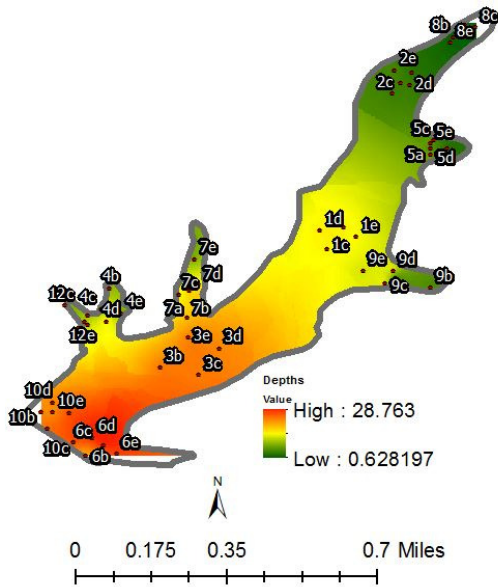 8c
8b
8e
2e
2c
2d
5c
5e
5a
5d
1d
1e
1c
7e
9e
9d
7d
9b
4b
7c
9c
12c
4c
4e
7a
7b
4d
12e
3e
3d
3b
3c
Depths
Value
High : 28.763
Low : 0.628197
10d
10e
10b
6d
6c
10c
6e
6b
N
0 0.175 0.35 0.7 Miles